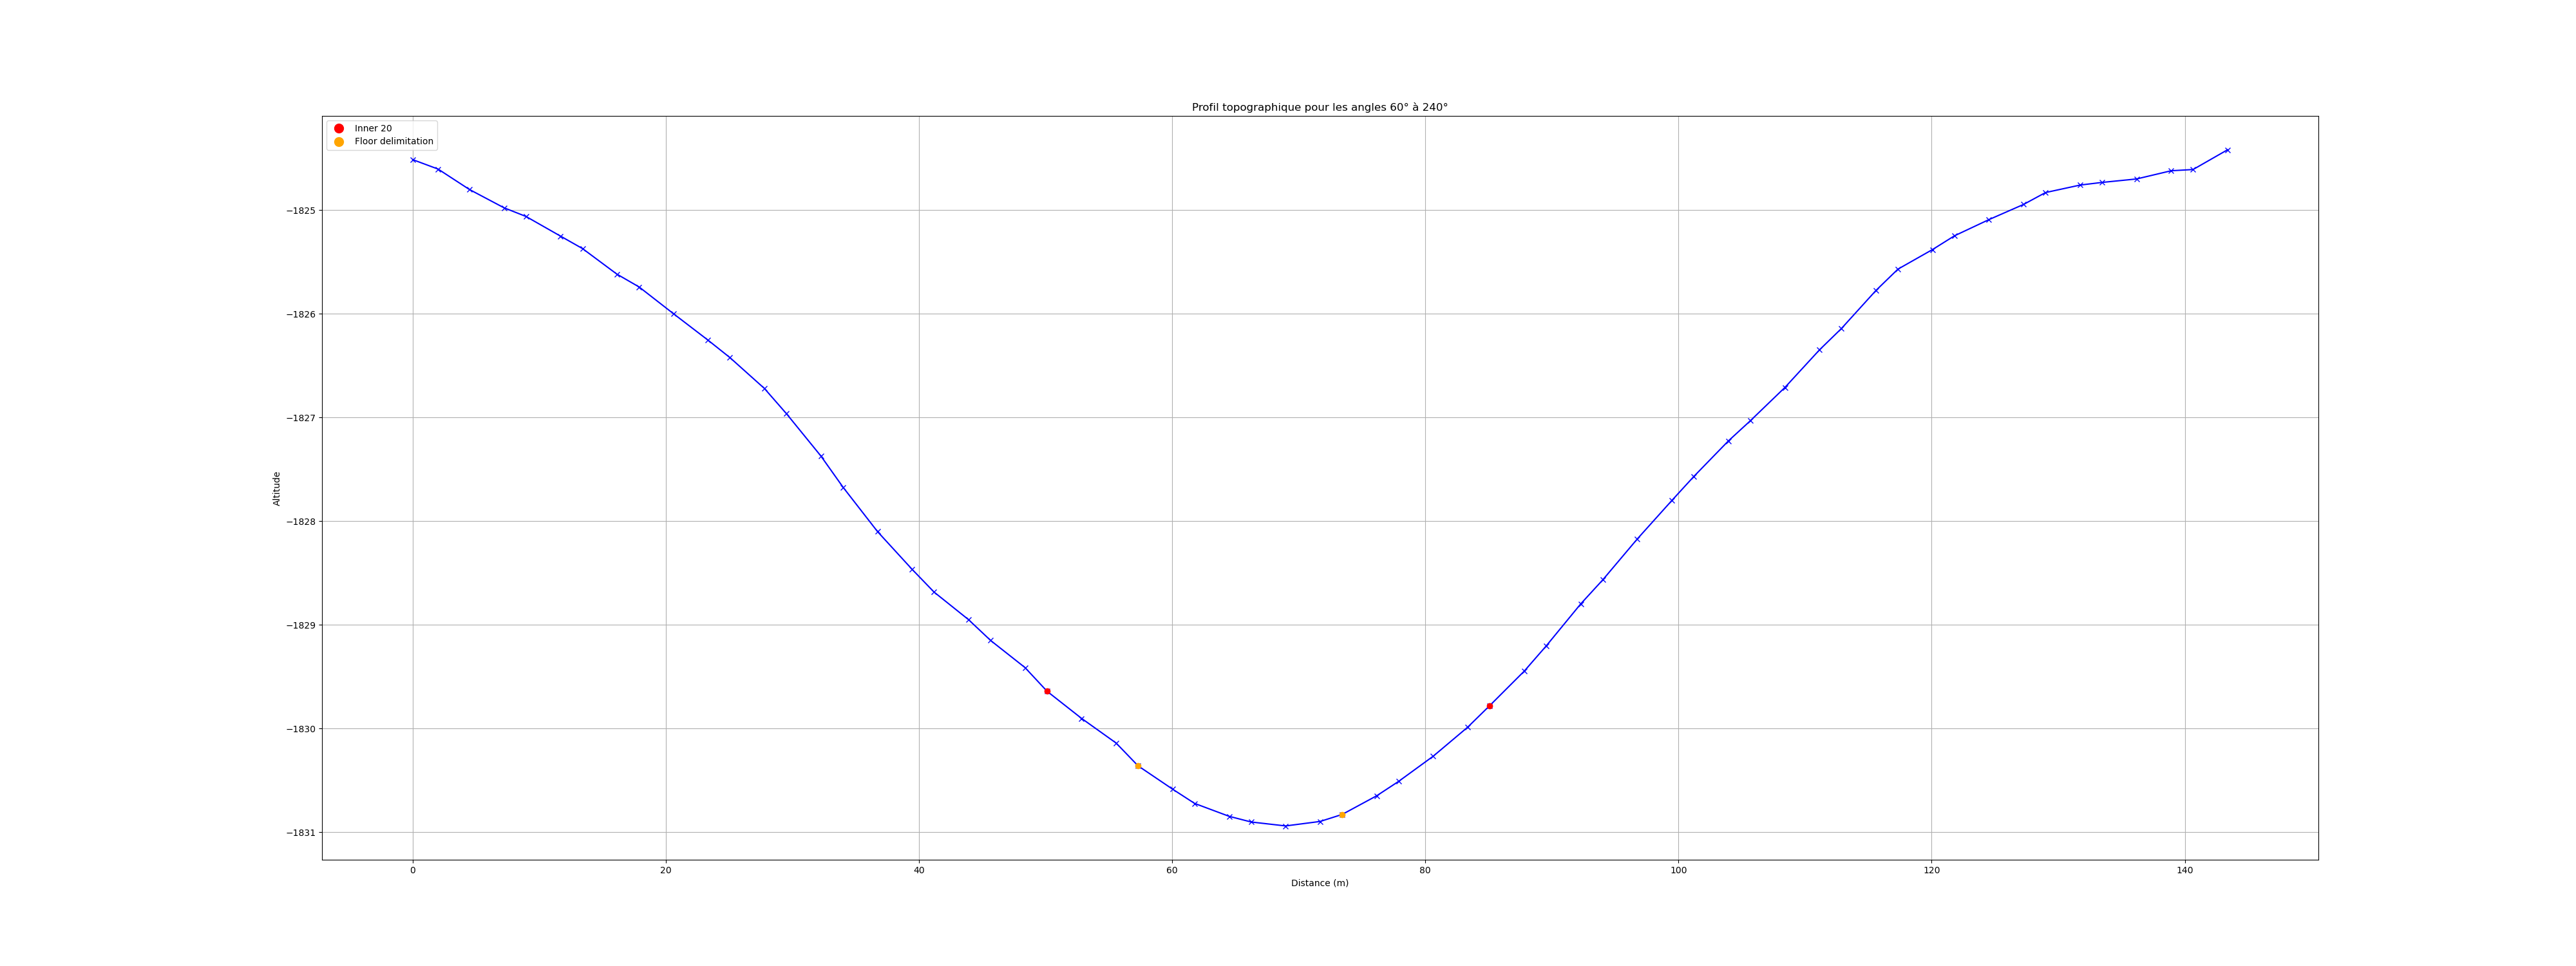 Profil topographique pour les angles 60° à 240°
Inner 20
Floor delimitation
−1825
−1826
−1827
−1828
−1829
−1830
−1831
Altitude
0 20 40 60 80 100 120 140
Distance (m)